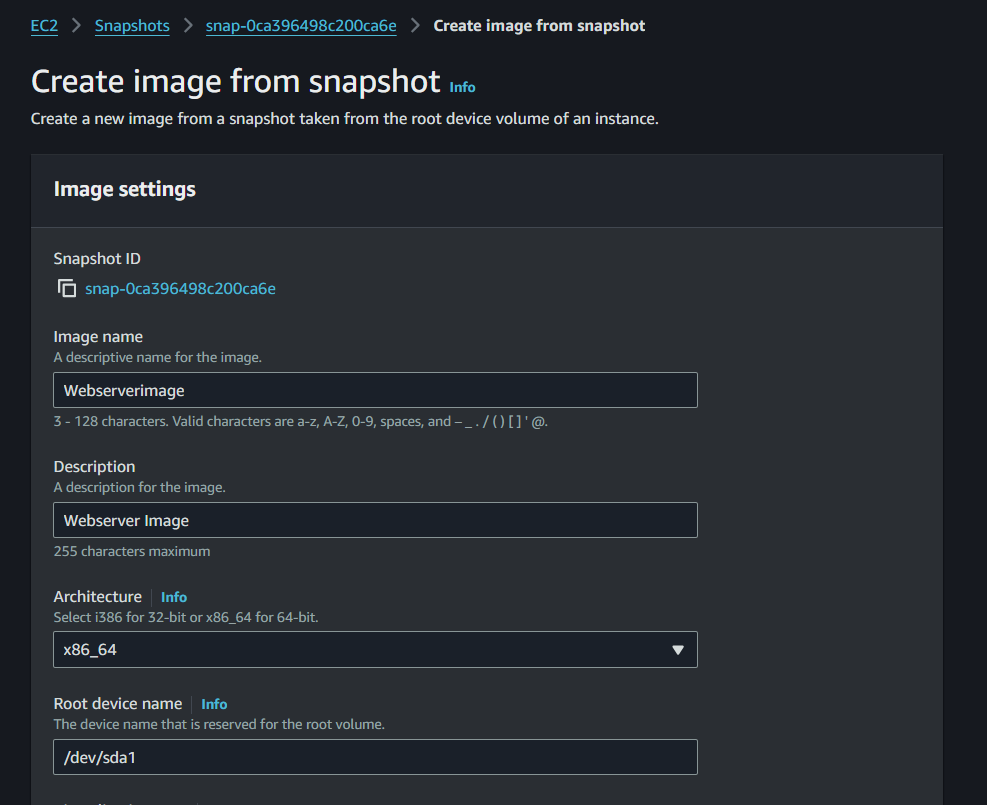 EC2 > Snapshots > snap-0ca396498c200ca6e > Create image from snapshot
Create image from snapshot Info
Create a new image from a snapshot taken from the root device volume of an instance.
Image settings
Snapshot ID
snap-0ca396498c200ca6e
Image name
A descriptive name for the image.
Webserverimage
3 - 128 characters. Valid characters are a-z, A-Z, 0-9, spaces, and – _ . / ( ) [ ] ' @.
Description
A description for the image.
Webserver Image
255 characters maximum
Architecture Info
Select i386 for 32-bit or x86_64 for 64-bit.
x86_64
Root device name Info
The device name that is reserved for the root volume.
/dev/sda1